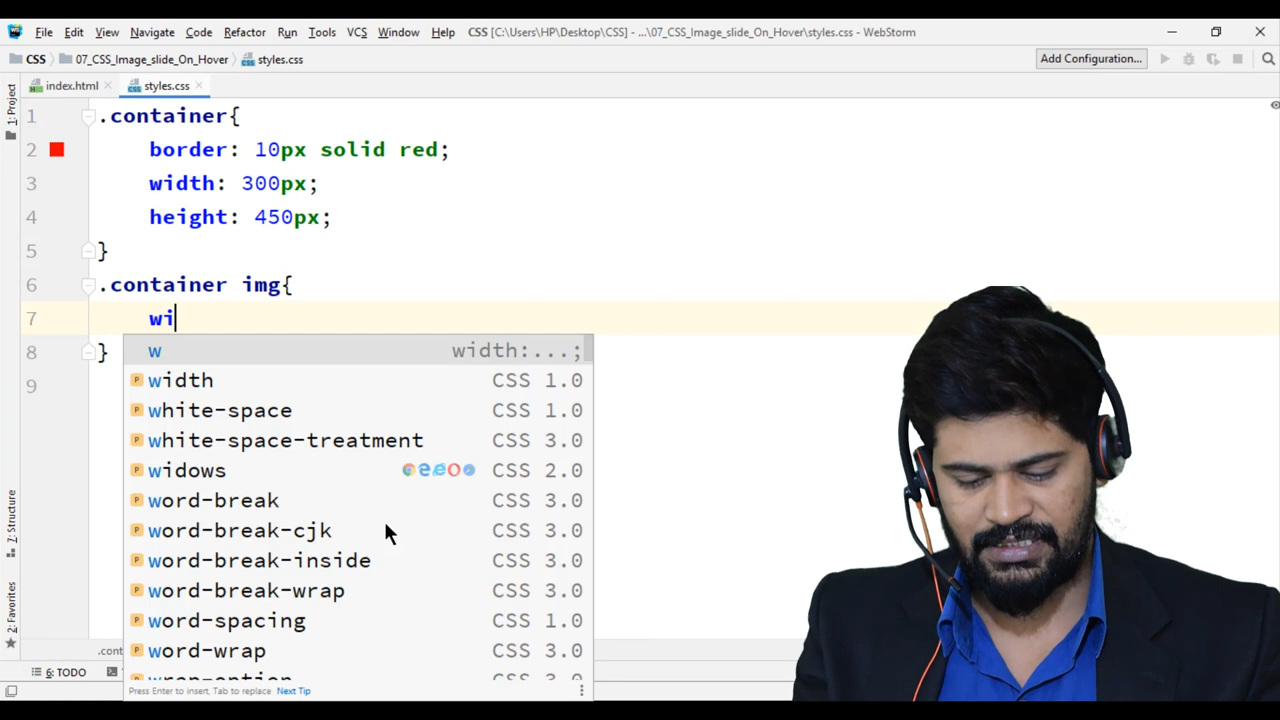 File Edit View Navigate Code Refactor Run Tools VCS Window Help CSS [C:\Users\HP\Desktop\CSS] - ...\07_CSS_Image_slide_On_Hover\styles.css - WebStorm
CSS 07_CSS_Image_slide_On_Hover styles.css Add Configuration...
index.html styles.css
1: Project
1 .container{
2 border: 10px solid red;
3 width: 300px;
4 height: 450px;
5 }
6 .container img{
7 wi
8 }
9
w width:...;
width CSS 1.0
white-space CSS 1.0
white-space-treatment CSS 3.0
widows CSS 2.0
word-break CSS 3.0
word-break-cjk CSS 3.0
word-break-inside CSS 3.0
word-break-wrap CSS 3.0
word-spacing CSS 1.0
word-wrap CSS 3.0
wrap-option CSS 3.0
Press Enter to insert, Tab to replace Next Tip
7: Structure
2: Favorites
.cont
6: TODO